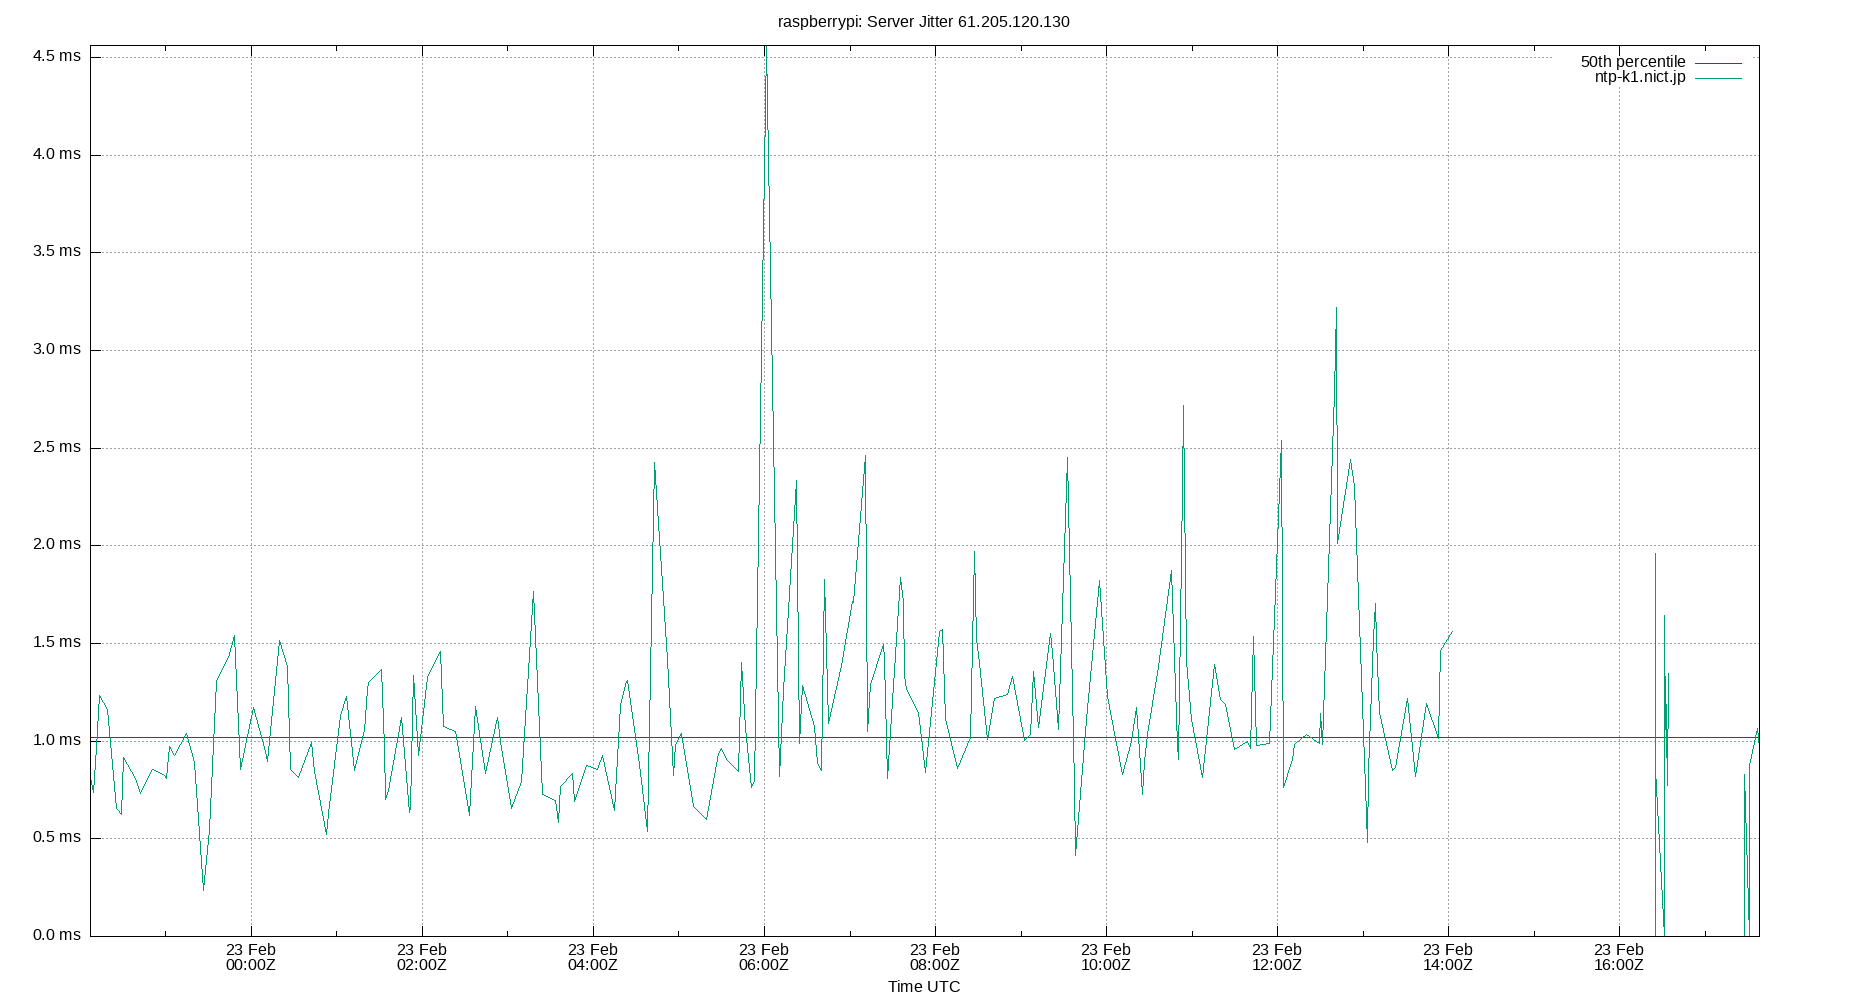 raspberrypi: Server Jitter 61.205.120.130
50th percentile
ntp-k1.nict.jp
4.5 ms
4.0 ms
3.5 ms
3.0 ms
2.5 ms
2.0 ms
1.5 ms
1.0 ms
0.5 ms
0.0 ms
23 Feb 23 Feb 23 Feb 23 Feb 23 Feb 23 Feb 23 Feb 23 Feb 23 Feb
00:00Z 02:00Z 04:00Z 06:00Z 08:00Z 10:00Z 12:00Z 14:00Z 16:00Z
Time UTC